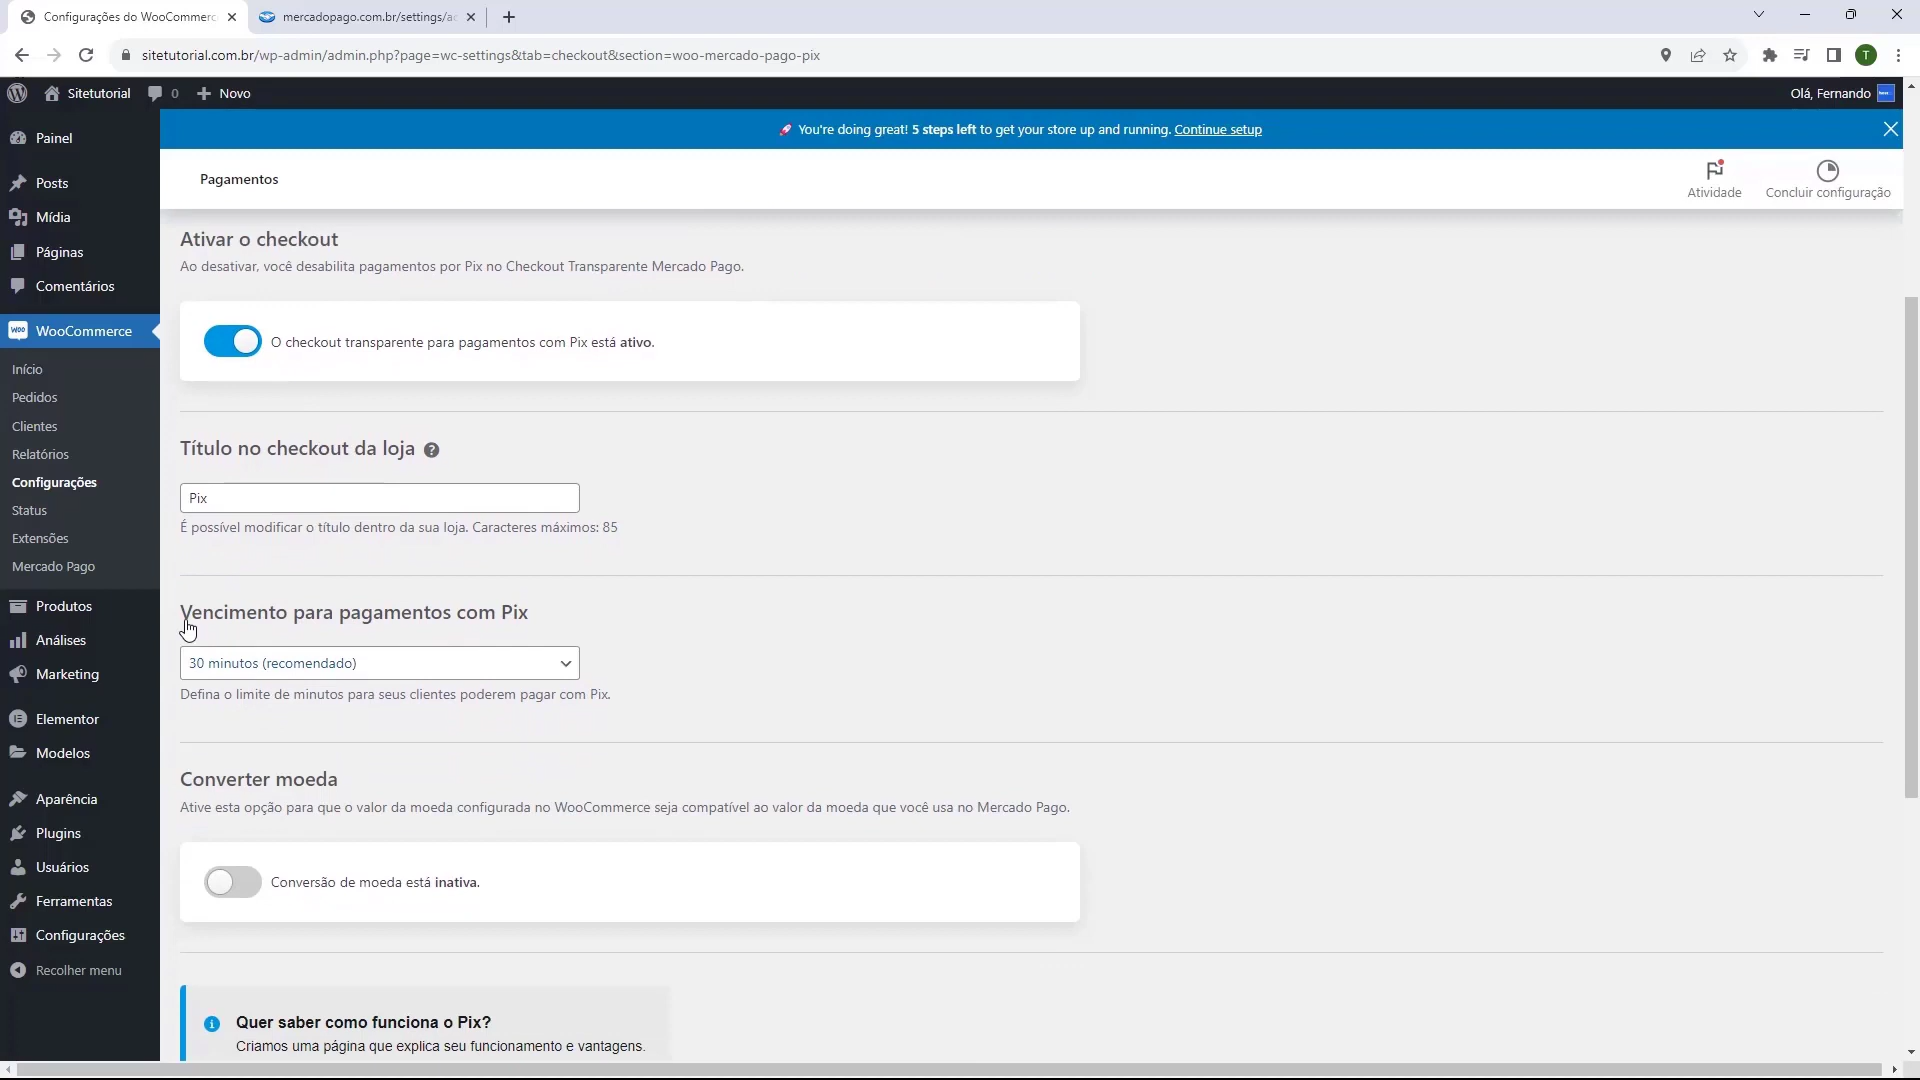 Configurações do WooCommerc
mercadopago.com.br/settings/ac
sitetutorial.com.br/wp-admin/admin.php?page=wc-settings&tab=checkout&section=woo-mercado-pago-pix
T
Sitetutorial
0
Novo
Olá, Fernando
You're doing great! 5 steps left to get your store up and running. Continue setup
Pagamentos
Atividade
Concluir configuração
Painel
Posts
Mídia
Páginas
Comentários
WooCommerce
Início
Pedidos
Clientes
Relatórios
Configurações
Status
Extensões
Mercado Pago
Produtos
Análises
Marketing
Elementor
Modelos
Aparência
Plugins
Usuários
Ferramentas
Configurações
Recolher menu
Ativar o checkout
Ao desativar, você desabilita pagamentos por Pix no Checkout Transparente Mercado Pago.
O checkout transparente para pagamentos com Pix está ativo.
Título no checkout da loja
Pix
É possível modificar o título dentro da sua loja. Caracteres máximos: 85
Vencimento para pagamentos com Pix
30 minutos (recomendado)
Defina o limite de minutos para seus clientes poderem pagar com Pix.
Converter moeda
Ative esta opção para que o valor da moeda configurada no WooCommerce seja compatível ao valor da moeda que você usa no Mercado Pago.
Conversão de moeda está inativa.
Quer saber como funciona o Pix?
Criamos uma página que explica seu funcionamento e vantagens.